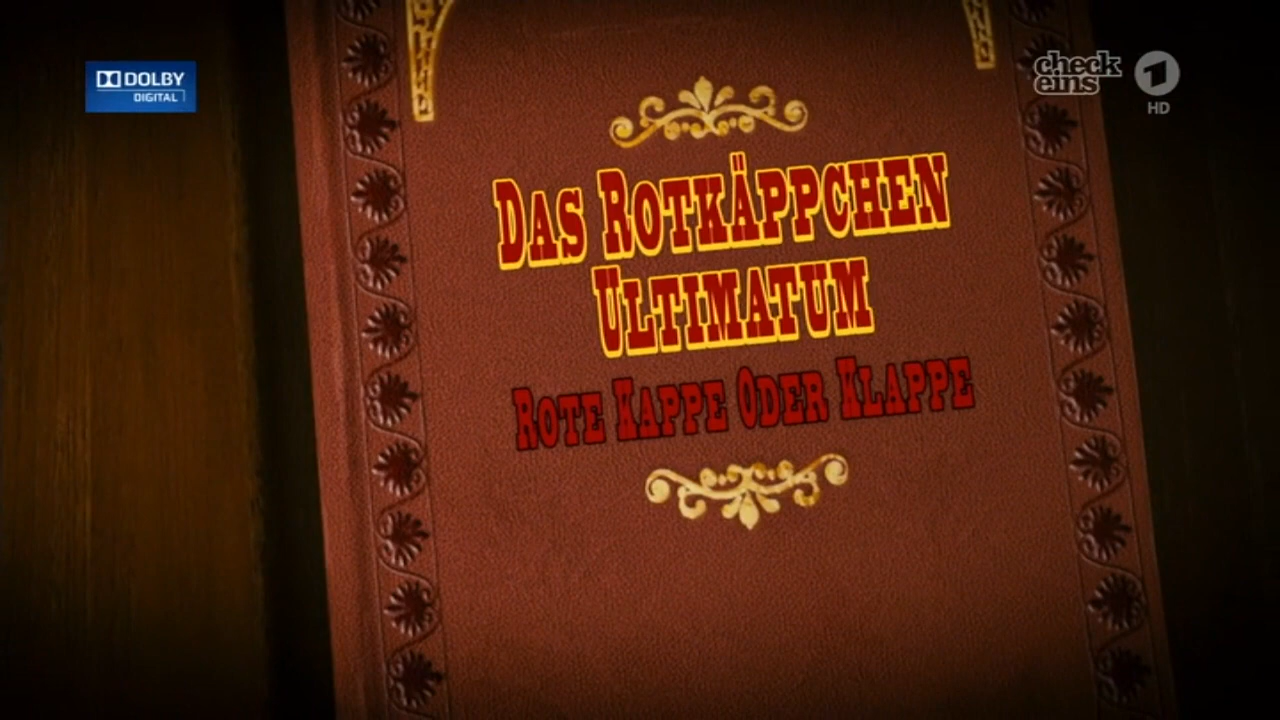 DOLBY
DIGITAL
check
eins
1
HD
DAS ROTKÄPPCHEN
ULTIMATUM
ROTE KAPPE ODER KLAPPE